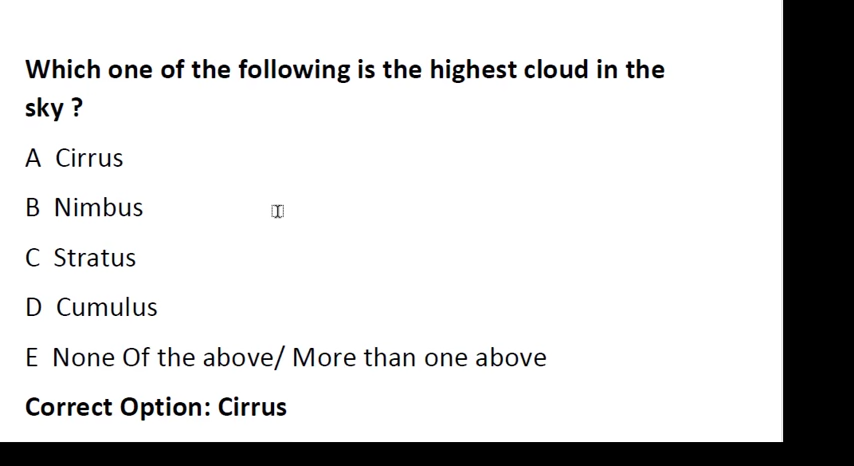 Which one of the following is the highest cloud in the
sky ?
A Cirrus
B Nimbus
C Stratus
D Cumulus
E None Of the above/ More than one above
Correct Option: Cirrus